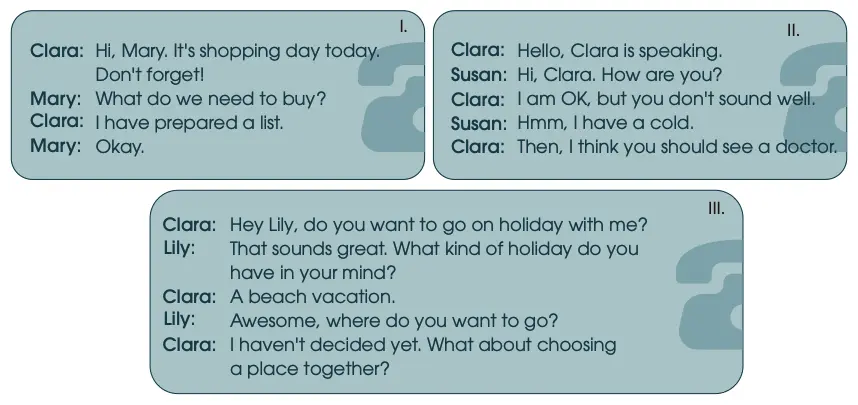 I.
Clara: Hi, Mary. It's shopping day today.
Don't forget!
Mary: What do we need to buy?
Clara: I have prepared a list.
Mary: Okay.
II.
Clara: Hello, Clara is speaking.
Susan: Hi, Clara. How are you?
Clara: I am OK, but you don't sound well.
Susan: Hmm, I have a cold.
Clara: Then, I think you should see a doctor.
III.
Clara: Hey Lily, do you want to go on holiday with me?
Lily: That sounds great. What kind of holiday do you
have in your mind?
Clara: A beach vacation.
Lily: Awesome, where do you want to go?
Clara: I haven't decided yet. What about choosing
a place together?